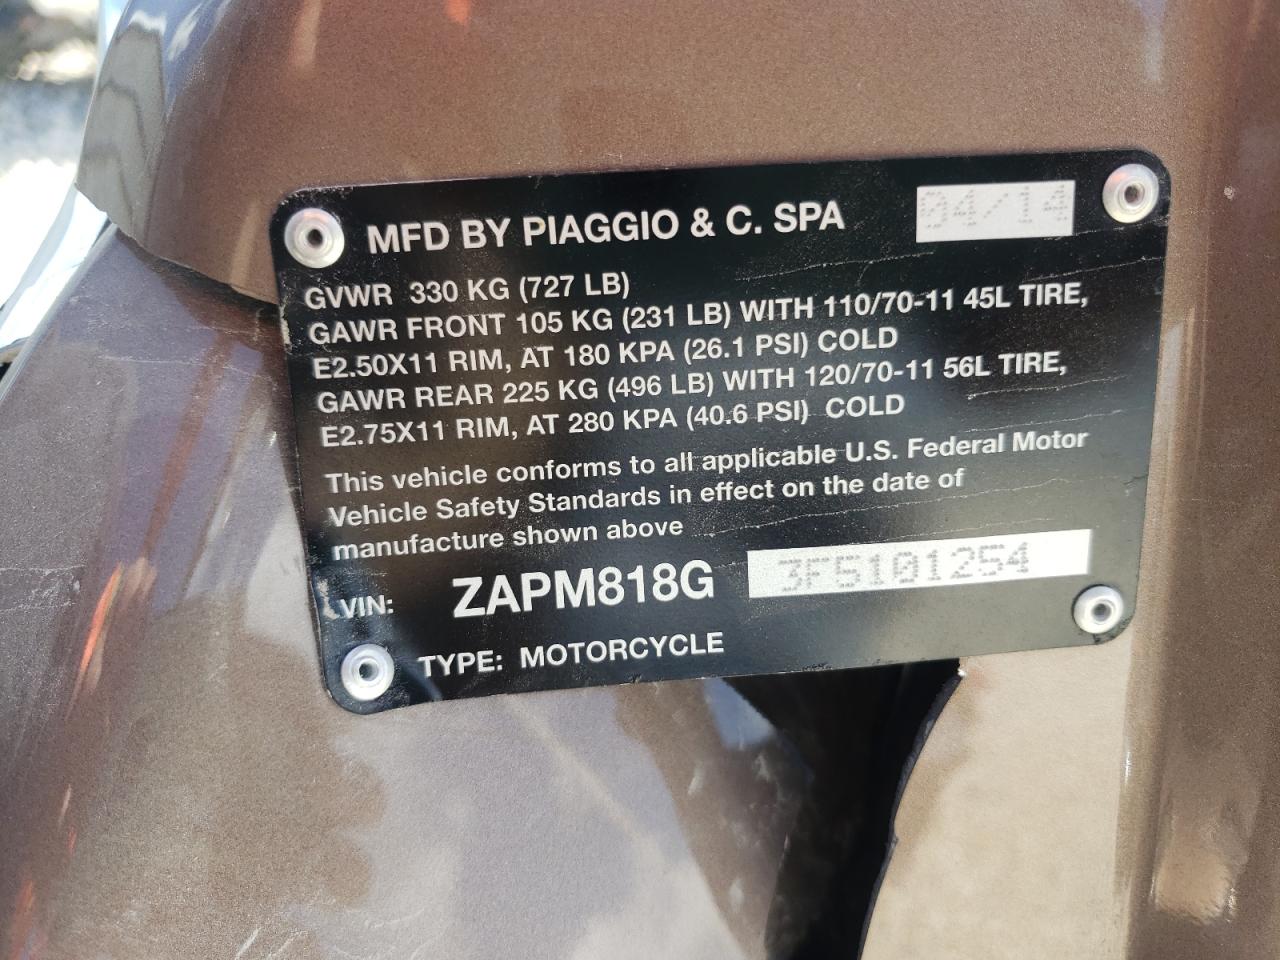 MFD BY PIAGGIO & C. SPA 04/14
GVWR 330 KG (727 LB)
GAWR FRONT 105 KG (231 LB) WITH 110/70-11 45L TIRE,
E2.50X11 RIM, AT 180 KPA (26.1 PSI) COLD
GAWR REAR 225 KG (496 LB) WITH 120/70-11 56L TIRE,
E2.75X11 RIM, AT 280 KPA (40.6 PSI) COLD
This vehicle conforms to all applicable U.S. Federal Motor
Vehicle Safety Standards in effect on the date of
manufacture shown above
VIN: ZAPM818G 3F5101254
TYPE: MOTORCYCLE